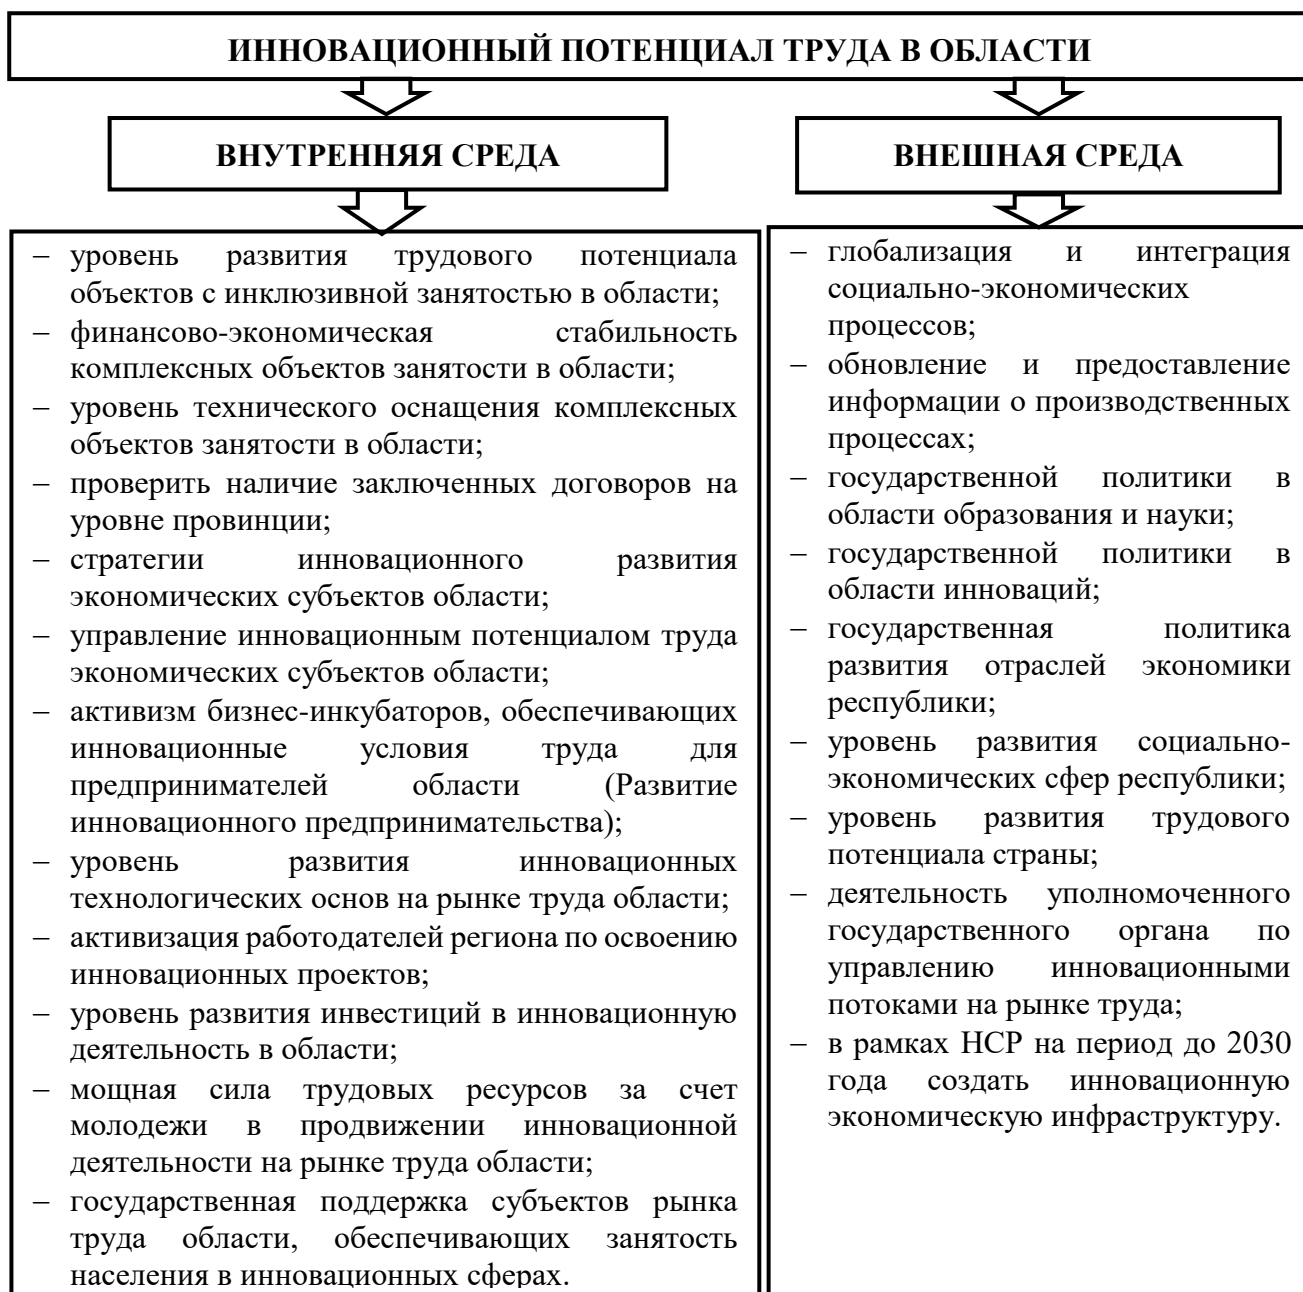 ИННОВАЦИОННЫЙ ПОТЕНЦИАЛ ТРУДА В ОБЛАСТИ
ВНУТРЕННЯЯ СРЕДА
– уровень развития трудового потенциала
объектов с инклюзивной занятостью в области;
– финансово-экономическая стабильность
комплексных объектов занятости в области;
– уровень технического оснащения комплексных
объектов занятости в области;
– проверить наличие заключенных договоров на
уровне провинции;
– стратегии инновационного развития
экономических субъектов области;
– управление инновационным потенциалом труда
экономических субъектов области;
– активизм бизнес-инкубаторов, обеспечивающих
инновационные условия труда для
предпринимателей области (Развитие
инновационного предпринимательства);
– уровень развития инновационных
технологических основ на рынке труда области;
– активизация работодателей региона по освоению
инновационных проектов;
– уровень развития инвестиций в инновационную
деятельность в области;
– мощная сила трудовых ресурсов за счет
молодежи в продвижении инновационной
деятельности на рынке труда области;
– государственная поддержка субъектов рынка
труда области, обеспечивающих занятость
населения в инновационных сферах.
ВНЕШНАЯ СРЕДА
– глобализация и интеграция
социально-экономических
процессов;
– обновление и предоставление
информации о производственных
процессах;
– государственной политики в
области образования и науки;
– государственной политики в
области инноваций;
– государственная политика
развития отраслей экономики
республики;
– уровень развития социально-
экономических сфер республики;
– уровень развития трудового
потенциала страны;
– деятельность уполномоченного
государственного органа по
управлению инновационными
потоками на рынке труда;
– в рамках НСР на период до 2030
года создать инновационную
экономическую инфраструктуру.